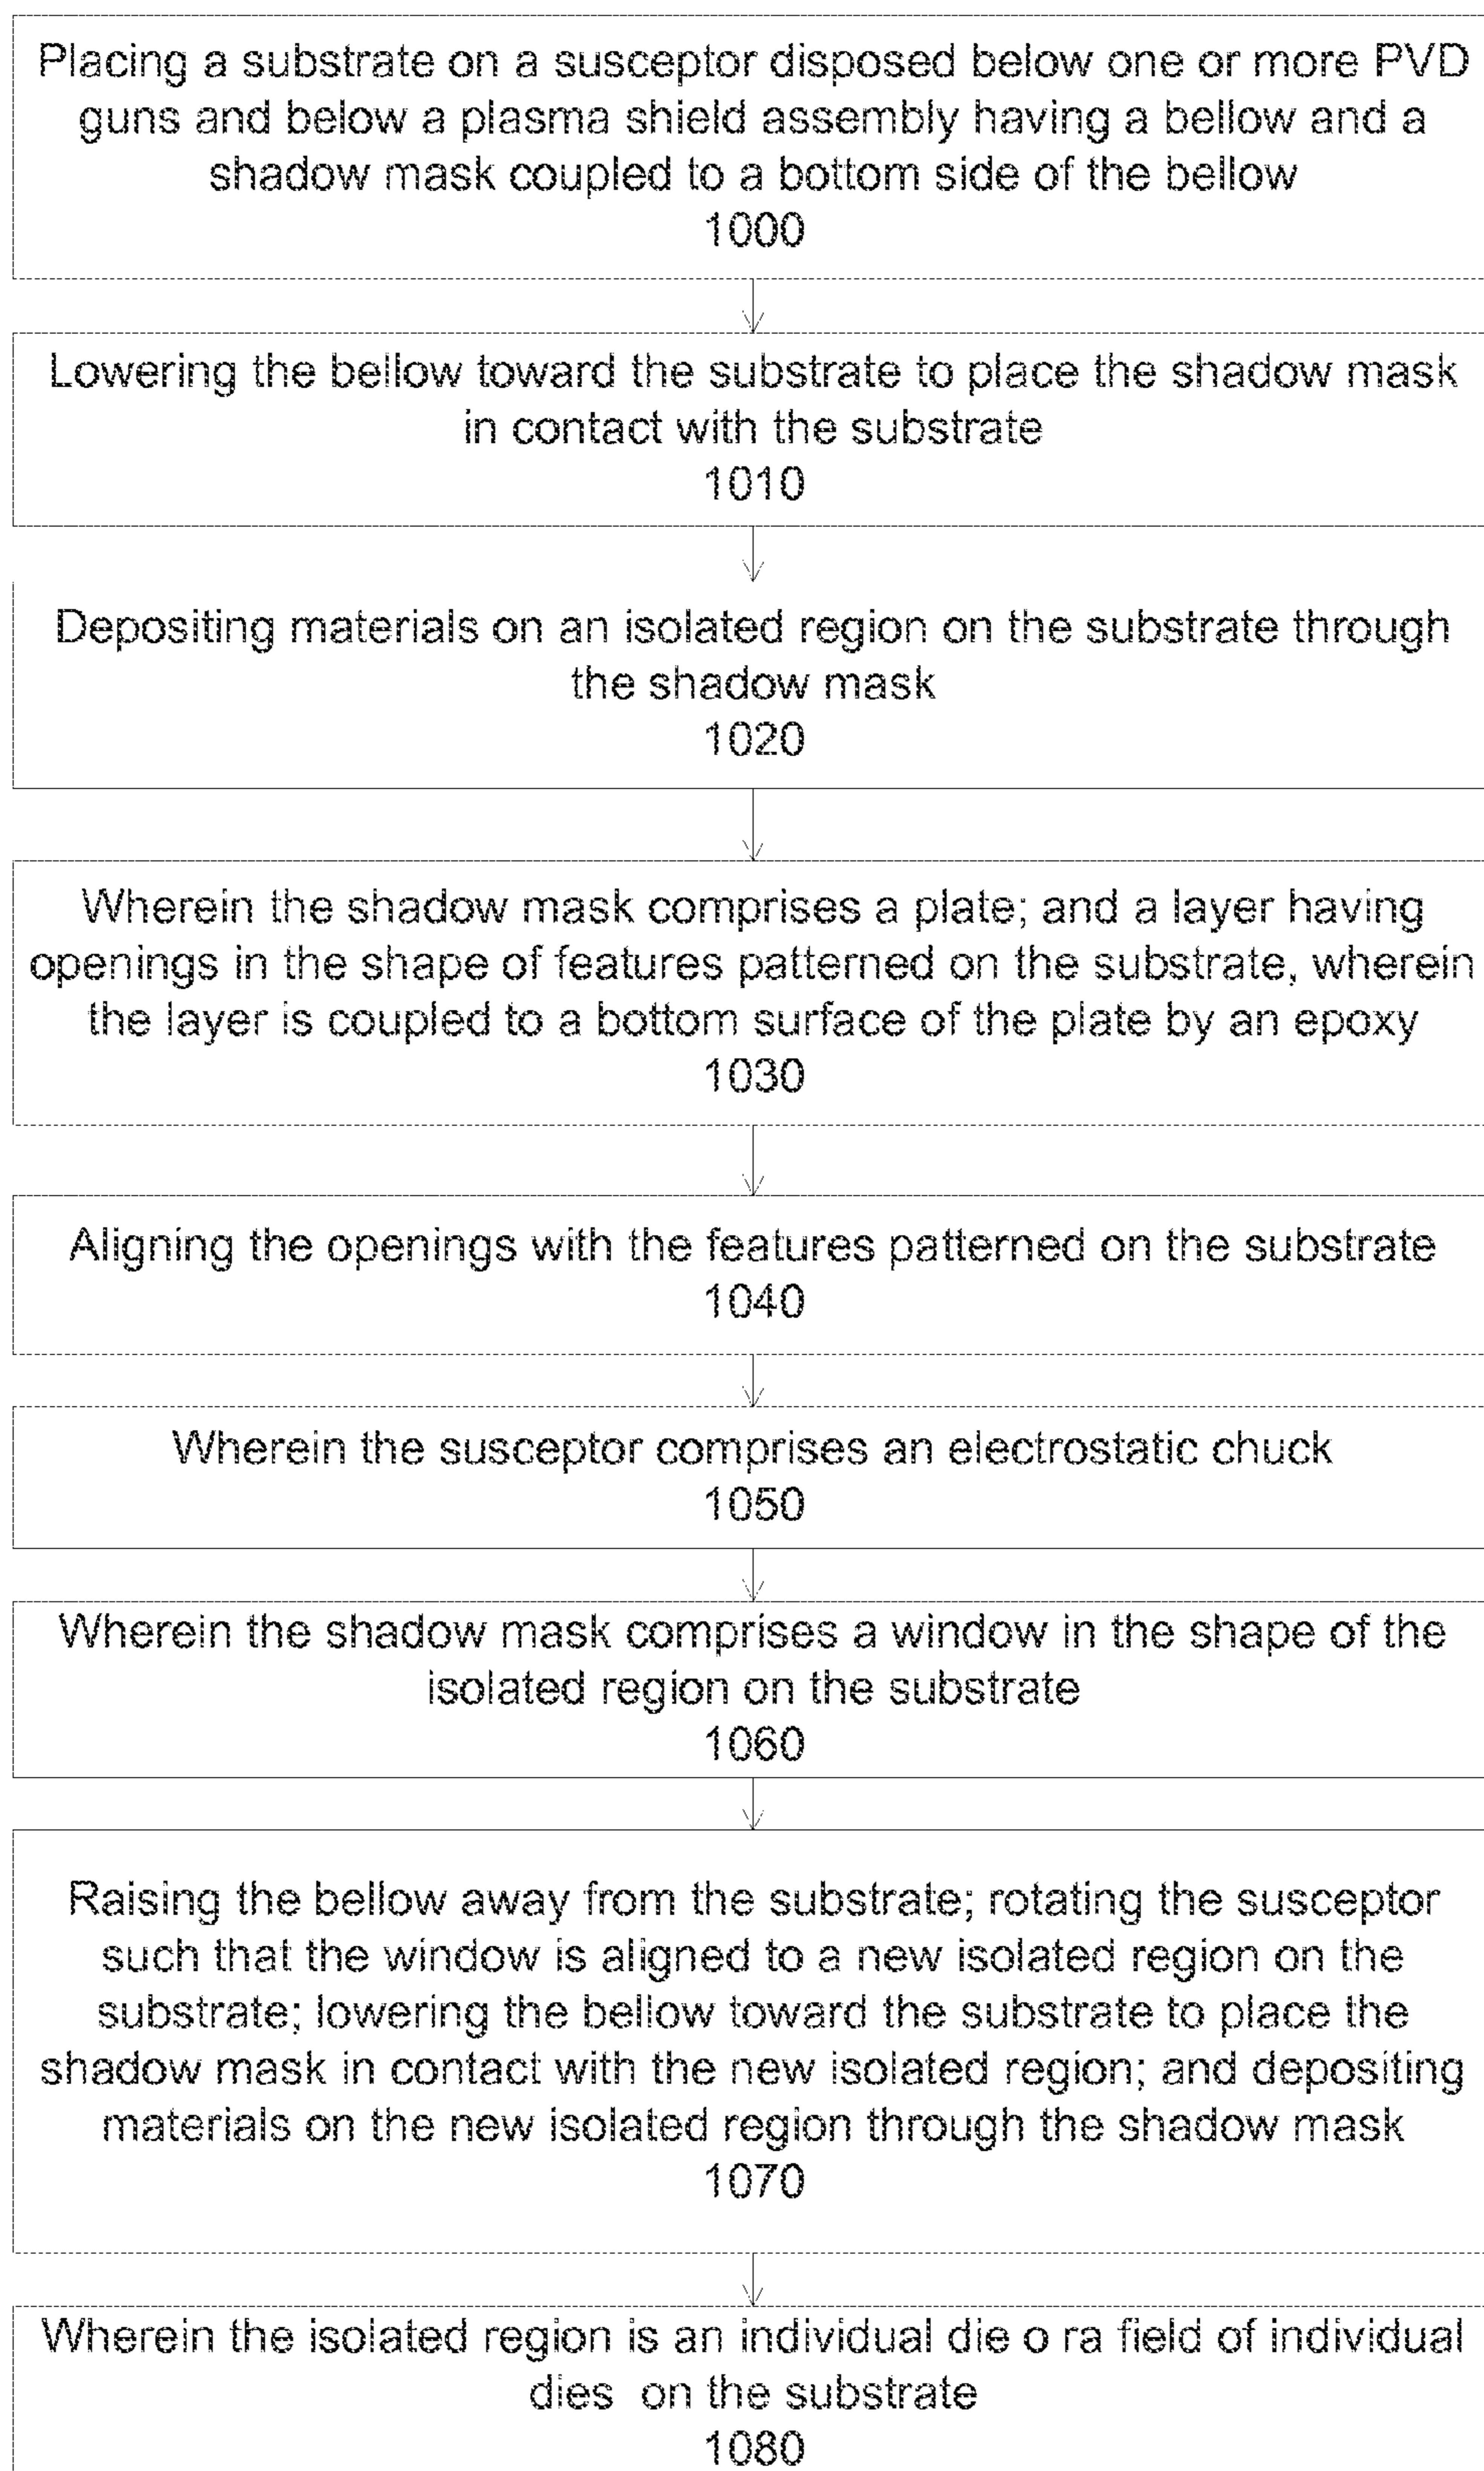 Placing a substrate on a susceptor disposed below one or more PVD
guns and below a plasma shield assembly having a bellow and a
shadow mask coupled to a bottom side of the bellow
1000
Lowering the bellow toward the substrate to place the shadow mask
in contact with the substrate
1010
Depositing materials on an isolated region on the substrate through
the shadow mask
1020
Wherein the shadow mask comprises a plate; and a layer having
openings in the shape of features patterned on the substrate, wherein
the layer is coupled to a bottom surface of the plate by an epoxy
1030
Aligning the openings with the features patterned on the substrate
1040
Wherein the susceptor comprises an electrostatic chuck
1050
Wherein the shadow mask comprises a window in the shape of the
isolated region on the substrate
1060
Raising the bellow away from the substrate; rotating the susceptor
such that the window is aligned to a new isolated region on the
substrate; lowering the bellow toward the substrate to place the
shadow mask in contact with the new isolated region; and depositing
materials on the new isolated region through the shadow mask
1070
Wherein the isolated region is an individual die o ra field of individual
dies  on the substrate
1080